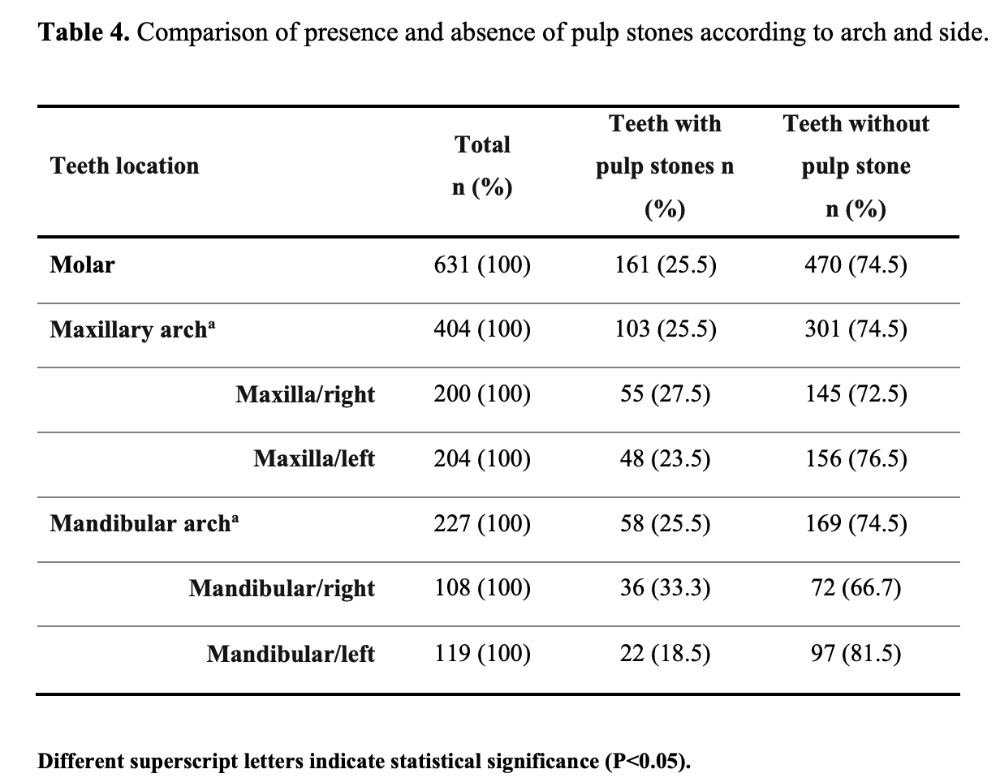 Table 4. Comparison of presence and absence of pulp stones according to arch and side.
Teeth location Total n (%) Teeth with pulp stones n (%) Teeth without pulp stone n (%)
Molar 631 (100) 161 (25.5) 470 (74.5)
Maxillary archᵃ 404 (100) 103 (25.5) 301 (74.5)
Maxilla/right 200 (100) 55 (27.5) 145 (72.5)
Maxilla/left 204 (100) 48 (23.5) 156 (76.5)
Mandibular archᵃ 227 (100) 58 (25.5) 169 (74.5)
Mandibular/right 108 (100) 36 (33.3) 72 (66.7)
Mandibular/left 119 (100) 22 (18.5) 97 (81.5)
Different superscript letters indicate statistical significance (P<0.05).